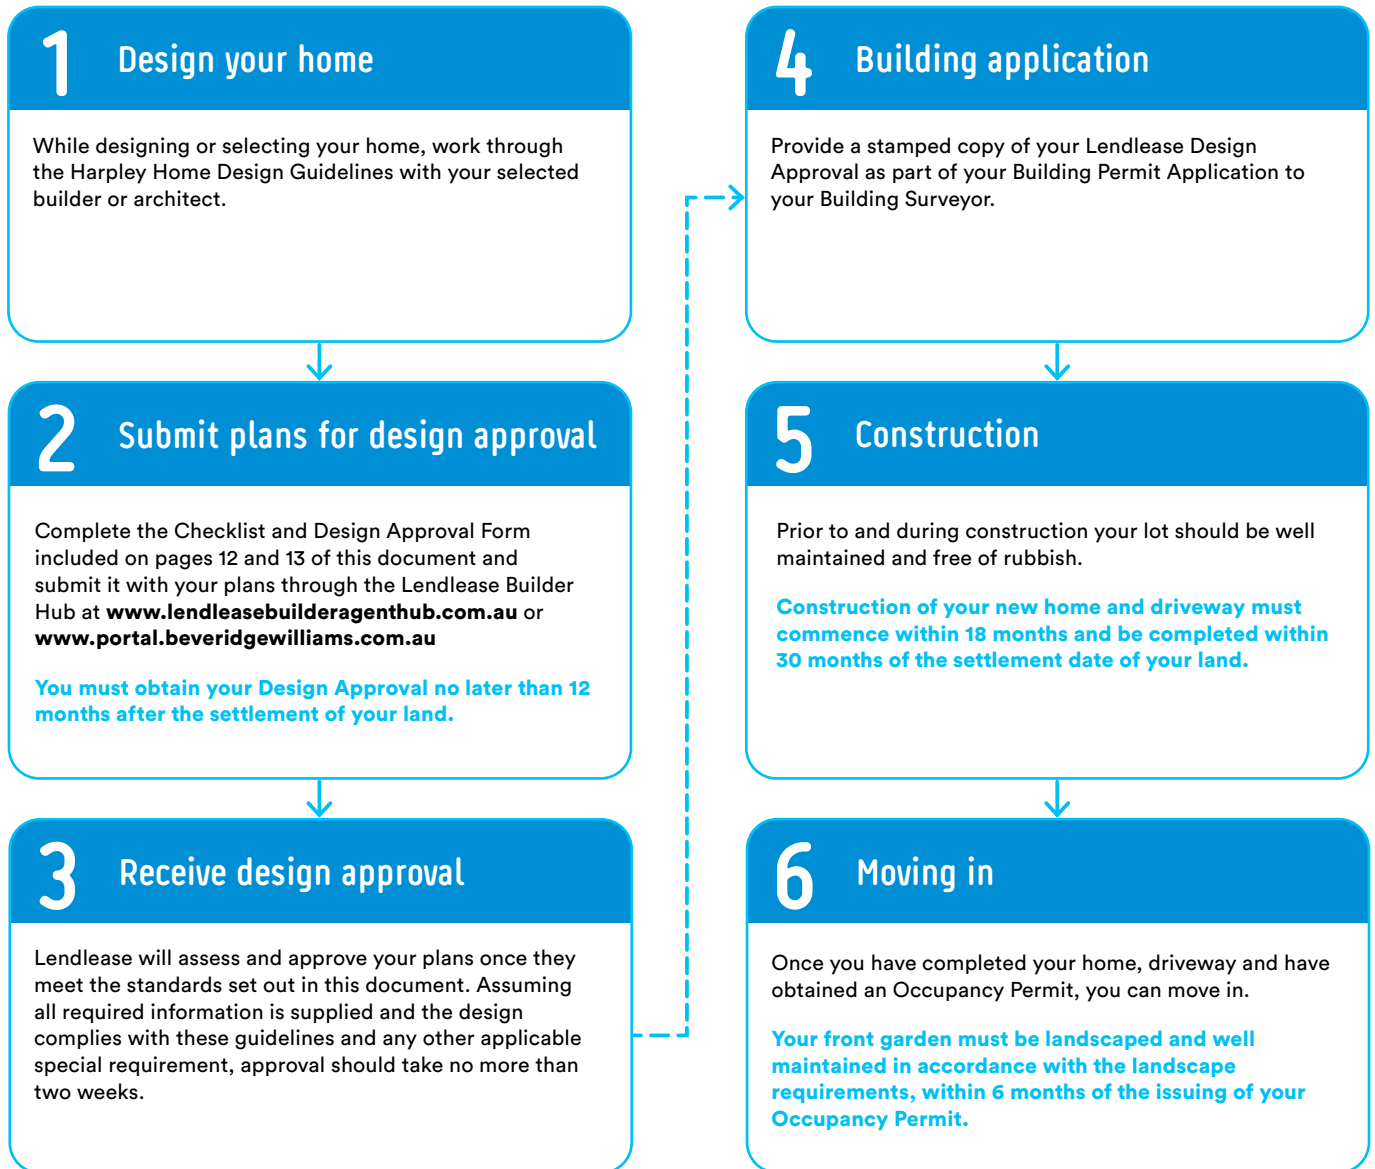 1 Design your home
While designing or selecting your home, work through
the Harpley Home Design Guidelines with your selected
builder or architect.
2 Submit plans for design approval
Complete the Checklist and Design Approval Form
included on pages 12 and 13 of this document and
submit it with your plans through the Lendlease Builder
Hub at www.lendleasebuilderagenthub.com.au or
www.portal.beveridgewilliams.com.au
You must obtain your Design Approval no later than 12
months after the settlement of your land.
3 Receive design approval
Lendlease will assess and approve your plans once they
meet the standards set out in this document. Assuming
all required information is supplied and the design
complies with these guidelines and any other applicable
special requirement, approval should take no more than
two weeks.
4 Building application
Provide a stamped copy of your Lendlease Design
Approval as part of your Building Permit Application to
your Building Surveyor.
5 Construction
Prior to and during construction your lot should be well
maintained and free of rubbish.
Construction of your new home and driveway must
commence within 18 months and be completed within
30 months of the settlement date of your land.
6 Moving in
Once you have completed your home, driveway and have
obtained an Occupancy Permit, you can move in.
Your front garden must be landscaped and well
maintained in accordance with the landscape
requirements, within 6 months of the issuing of your
Occupancy Permit.